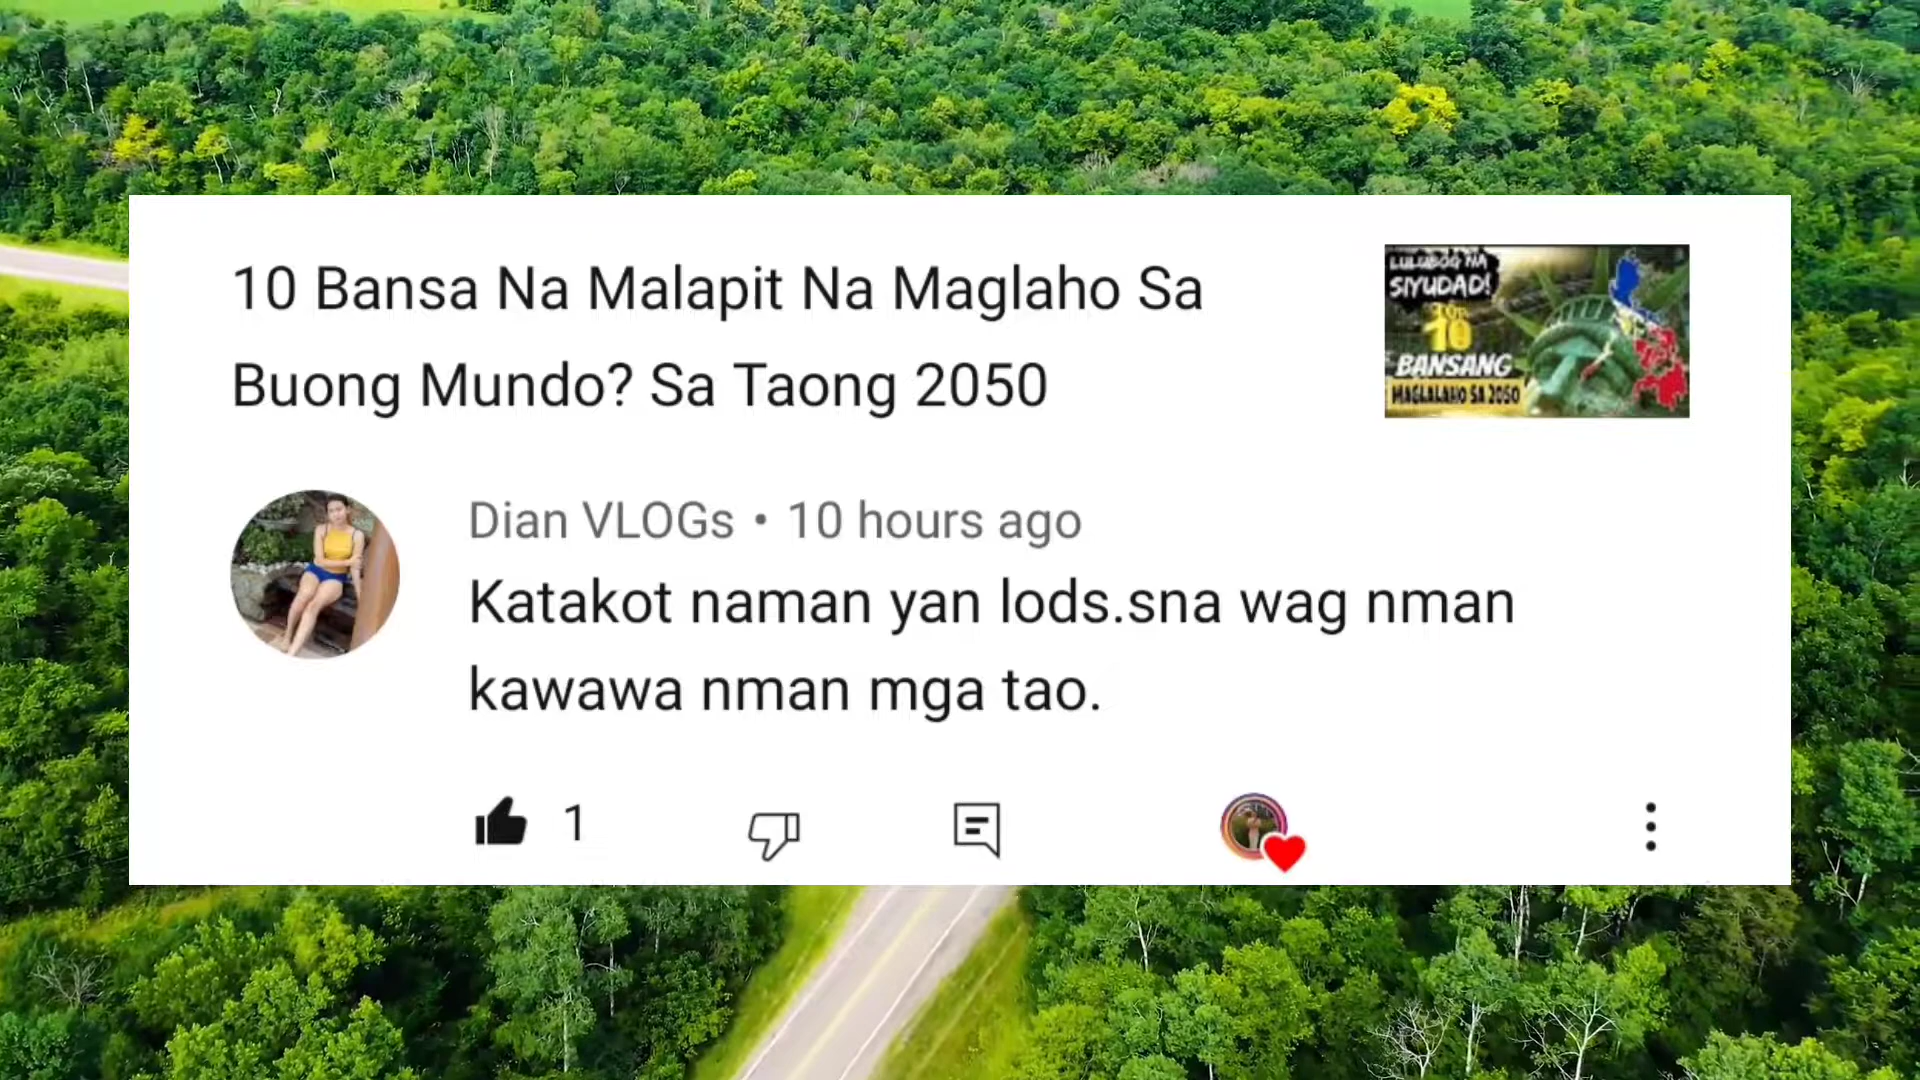 10 Bansa Na Malapit Na Maglaho Sa
Buong Mundo? Sa Taong 2050
LULUBOG NA
SIYUDAD!
TOP
10
BANSANG
MAGLALAHO SA 2050
Dian VLOGs • 10 hours ago
Katakot naman yan lods.sna wag nman
kawawa nman mga tao.
1